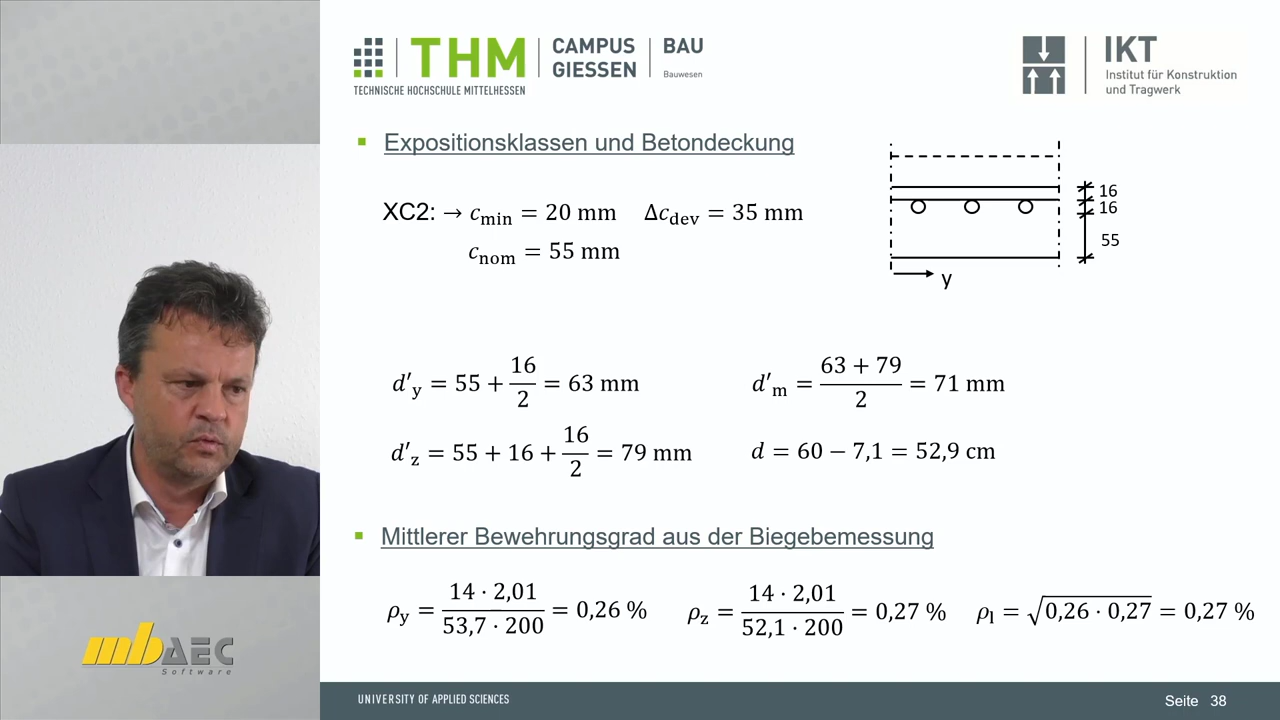 THM
CAMPUS GIESSEN
BAU
Bauwesen
TECHNISCHE HOCHSCHULE MITTELHESSEN
IKT
Institut für Konstruktion
und Tragwerk
▪ Expositionsklassen und Betondeckung
XC2: → c_min = 20 mm Δc_dev = 35 mm
c_nom = 55 mm
16
16
55
y
d′_y = 55 + 16/2 = 63 mm
d′_m = (63 + 79)/2 = 71 mm
d′_z = 55 + 16 + 16/2 = 79 mm
d = 60 − 7,1 = 52,9 cm
▪ Mittlerer Bewehrungsgrad aus der Biegebemessung
ρ_y = (14 · 2,01)/(53,7 · 200) = 0,26 % ρ_z = (14 · 2,01)/(52,1 · 200) = 0,27 % ρ_l = √(0,26 · 0,27) = 0,27 %
mb AEC
Software
UNIVERSITY OF APPLIED SCIENCES
Seite 38